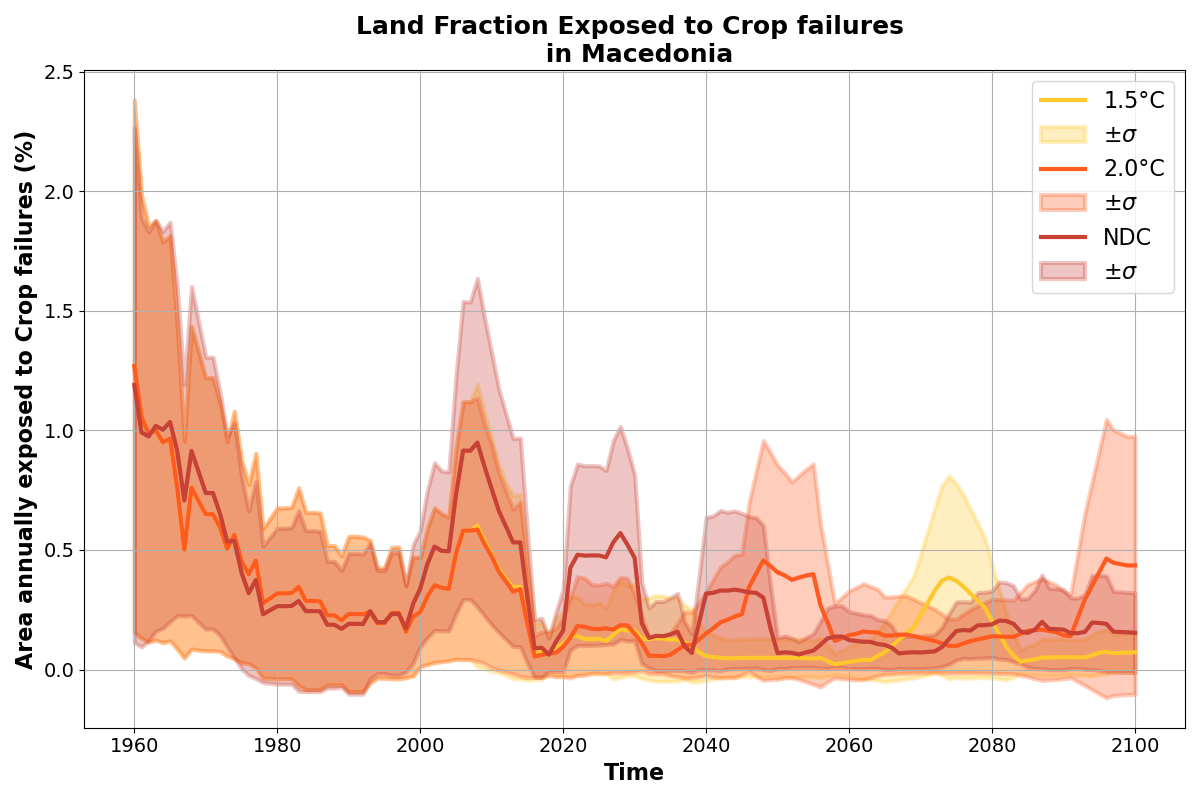 Land Fraction Exposed to Crop failures
in Macedonia
Area annually exposed to Crop failures (%)
2.5
2.0
1.5
1.0
0.5
0.0
1.5°C
±σ
2.0°C
±σ
NDC
±σ
1960 1980 2000 2020 2040 2060 2080 2100
Time